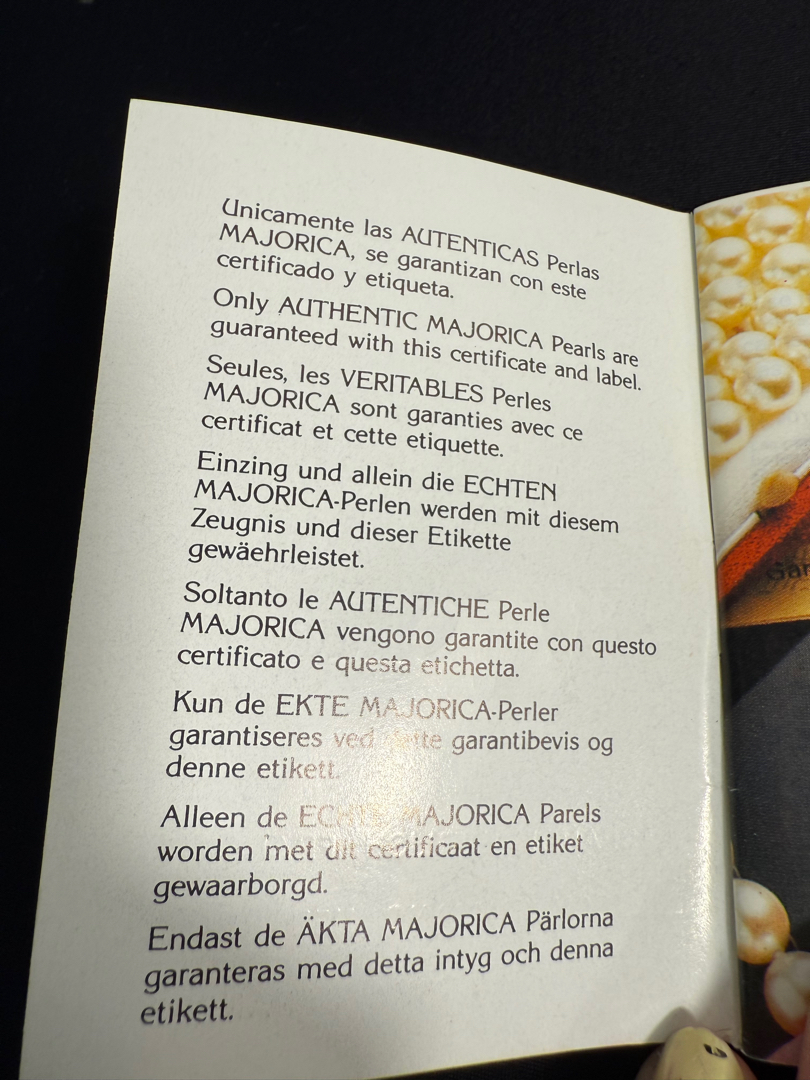 Unicamente las AUTENTICAS Perlas
MAJORICA, se garantizan con este
certificado y etiqueta.
Only AUTHENTIC MAJORICA Pearls are
guaranteed with this certificate and label.
Seules, les VERITABLES Perles
MAJORICA sont garanties avec ce
certificat et cette etiquette.
Einzing und allein die ECHTEN
MAJORICA-Perlen werden mit diesem
Zeugnis und dieser Etikette
gewäehrleistet.
Soltanto le AUTENTICHE Perle
MAJORICA vengono garantite con questo
certificato e questa etichetta.
Kun de EKTE MAJORICA-Perler
garantiseres ved dette garantibevis og
denne etikett.
Alleen de ECHTE MAJORICA Parels
worden met dit certificaat en etiket
gewaarborgd.
Endast de ÄKTA MAJORICA Pärlorna
garanteras med detta intyg och denna
etikett.